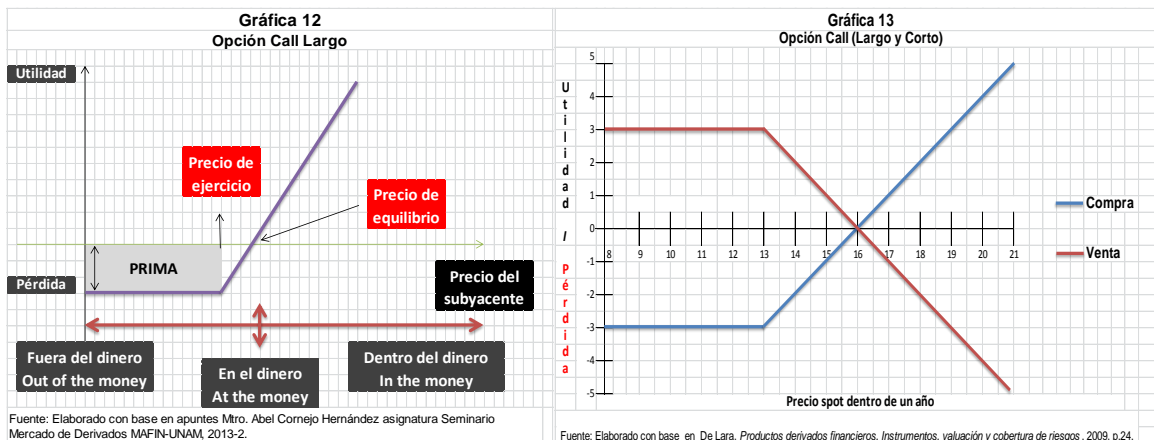 Gráfica 12
Opción Call Largo
Utilidad
Precio de
ejercicio
Precio de
equilibrio
PRIMA
Pérdida
Precio del
subyacente
Fuera del dinero
Out of the money
En el dinero
At the money
Dentro del dinero
In the money
Fuente: Elaborado con base en apuntes Mtro. Abel Cornejo Hernández asignatura Seminario
Mercado de Derivados MAFIN-UNAM, 2013-2.
Gráfica 13
Opción Call (Largo y Corto)
Utilidad / Pérdida
5
4
3
2
1
0
-1
-2
-3
-4
-5
8 9 10 11 12 13 14 15 16 17 18 19 20 21
Compra
Venta
Precio spot dentro de un año
Fuente: Elaborado con base en De Lara, Productos derivados financieros. Instrumentos, valuación y cobertura de riesgos, 2009, p.24.